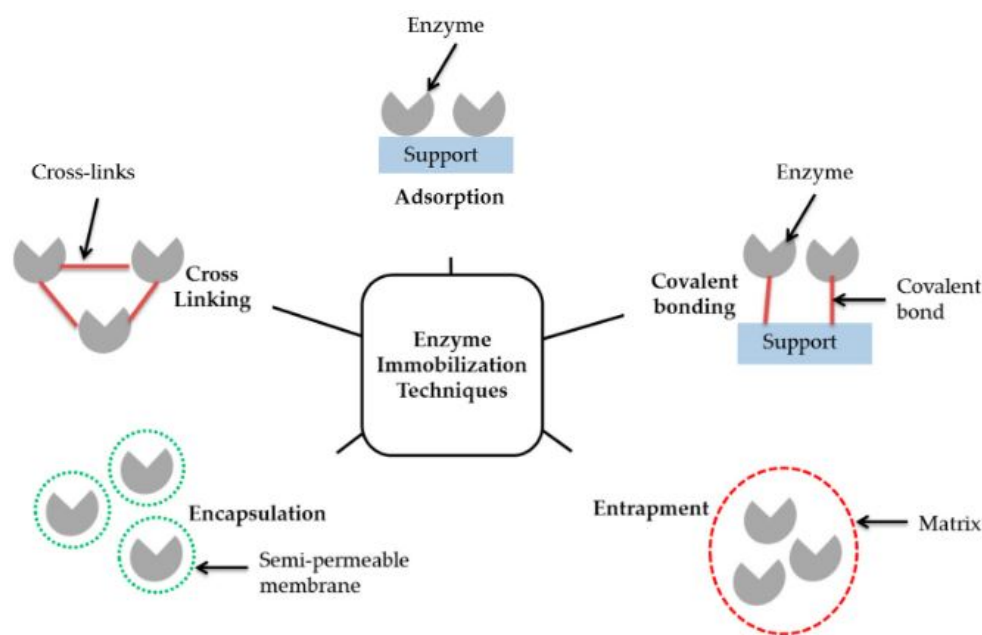 Enzyme
Support
Adsorption
Cross-links
Cross
Linking
Enzyme
Covalent
bonding
Covalent
bond
Support
Enzyme
Immobilization
Techniques
Encapsulation
Semi-permeable
membrane
Entrapment
Matrix